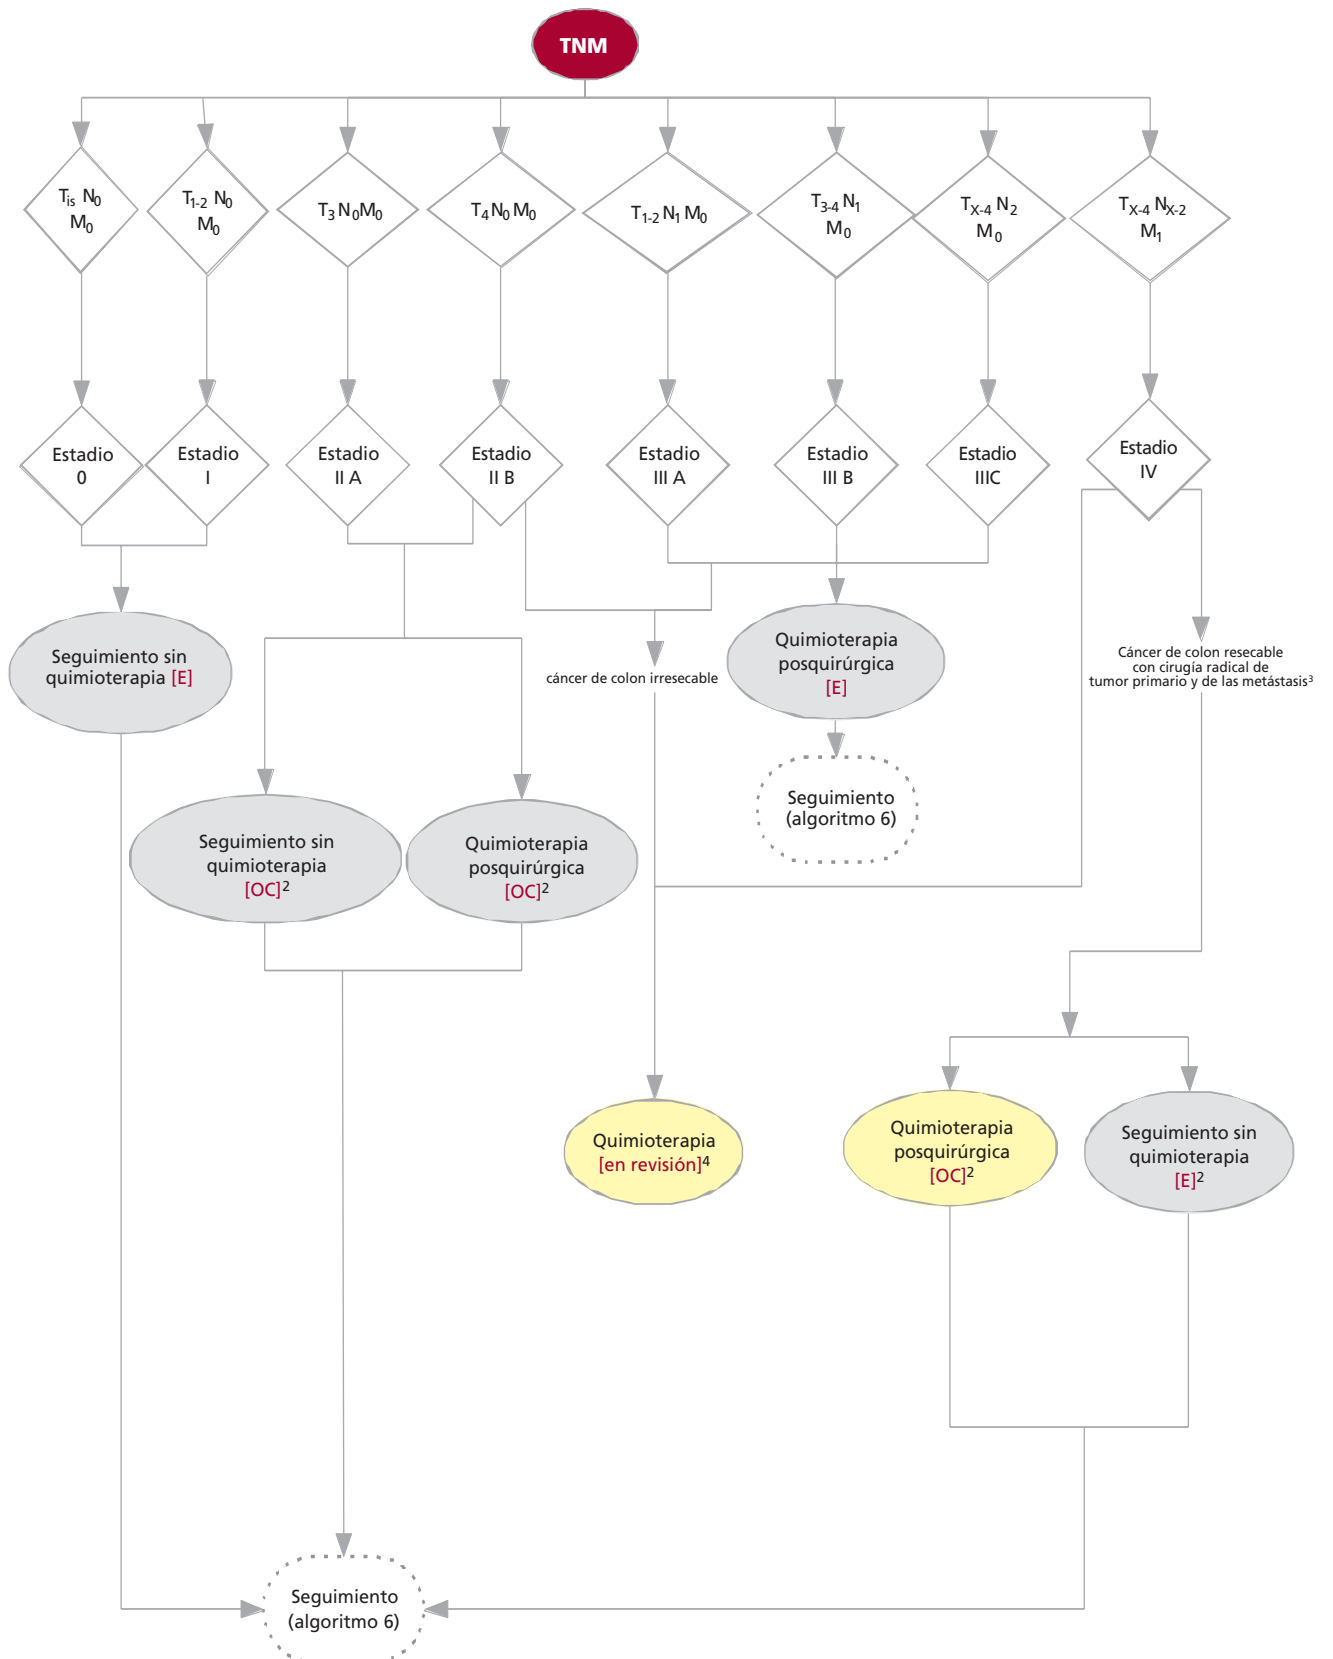 TNM
Tis N0
M0
T1-2 N0
M0
T3 N0M0
T4 N0 M0
T1-2 N1 M0
T3-4 N1
M0
TX-4 N2
M0
TX-4 NX-2
M1
Estadio
0
Estadio
I
Estadio
II A
Estadio
II B
Estadio
III A
Estadio
III B
Estadio
IIIC
Estadio
IV
Seguimiento sin
quimioterapia [E]
cáncer de colon irresecable
Quimioterapia
posquirúrgica
[E]
Cáncer de colon resecable
con cirugía radical de
tumor primario y de las metástasis3
Seguimiento
(algoritmo 6)
Seguimiento sin
quimioterapia
[OC]2
Quimioterapia
posquirúrgica
[OC]2
Quimioterapia
[en revisión]4
Quimioterapia
posquirúrgica
[OC]2
Seguimiento sin
quimioterapia
[E]2
Seguimiento
(algoritmo 6)